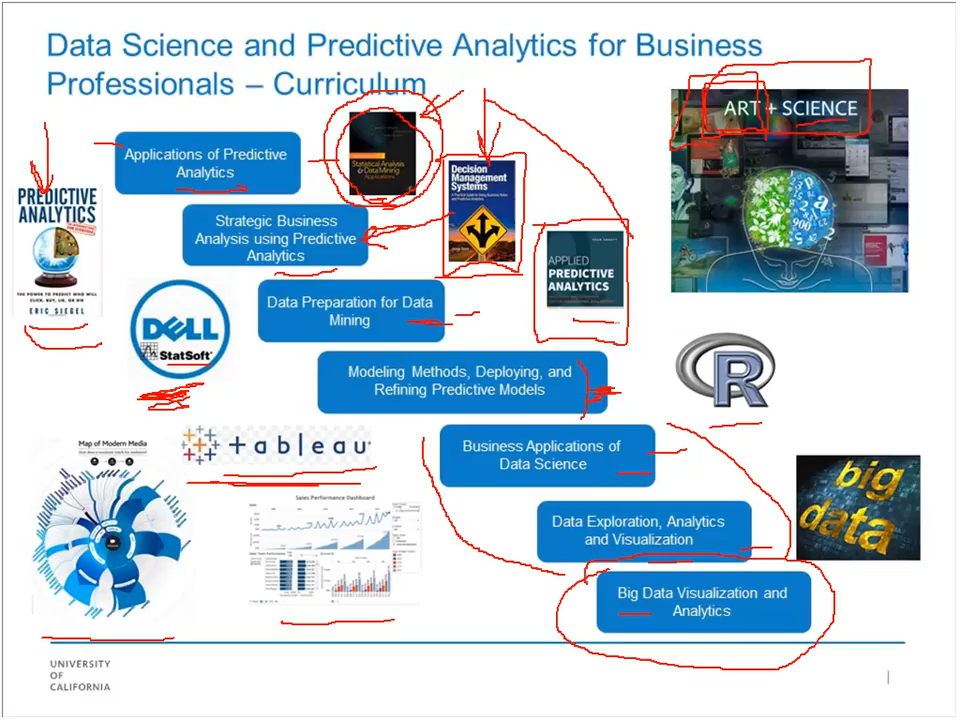 Data Science and Predictive Analytics for Business
Professionals – Curriculum
ART + SCIENCE
Applications of Predictive
Analytics
Statistical Analysis
& Data Mining
Applications
Decision
Management
Systems
PREDICTIVE
ANALYTICS
THE POWER TO PREDICT WHO WILL
CLICK, BUY, LIE, OR DIE
ERIC SIEGEL
Strategic Business
Analysis using Predictive
Analytics
APPLIED
PREDICTIVE
ANALYTICS
Data Preparation for Data
Mining
DELL
StatSoft
Modeling Methods, Deploying, and
Refining Predictive Models
R
+ableau
Business Applications of
Data Science
Map of Modern Media
big
data
Sales Performance Dashboard
Data Exploration, Analytics
and Visualization
Big Data Visualization and
Analytics
UNIVERSITY
OF
CALIFORNIA